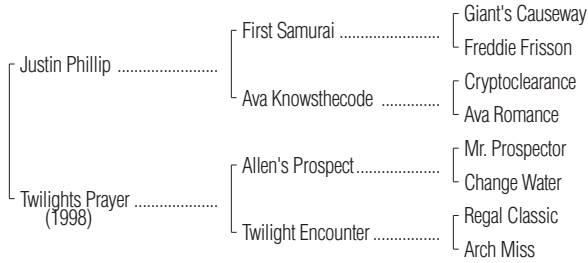 Giant's Causeway
First Samurai ....................
Freddie Frisson
Justin Phillip ....................
Cryptoclearance
Ava Knowsthecode ............
Ava Romance
Mr. Prospector
Allen's Prospect.................
Change Water
Twilights Prayer .................
(1998)
Regal Classic
Twilight Encounter .............
Arch Miss